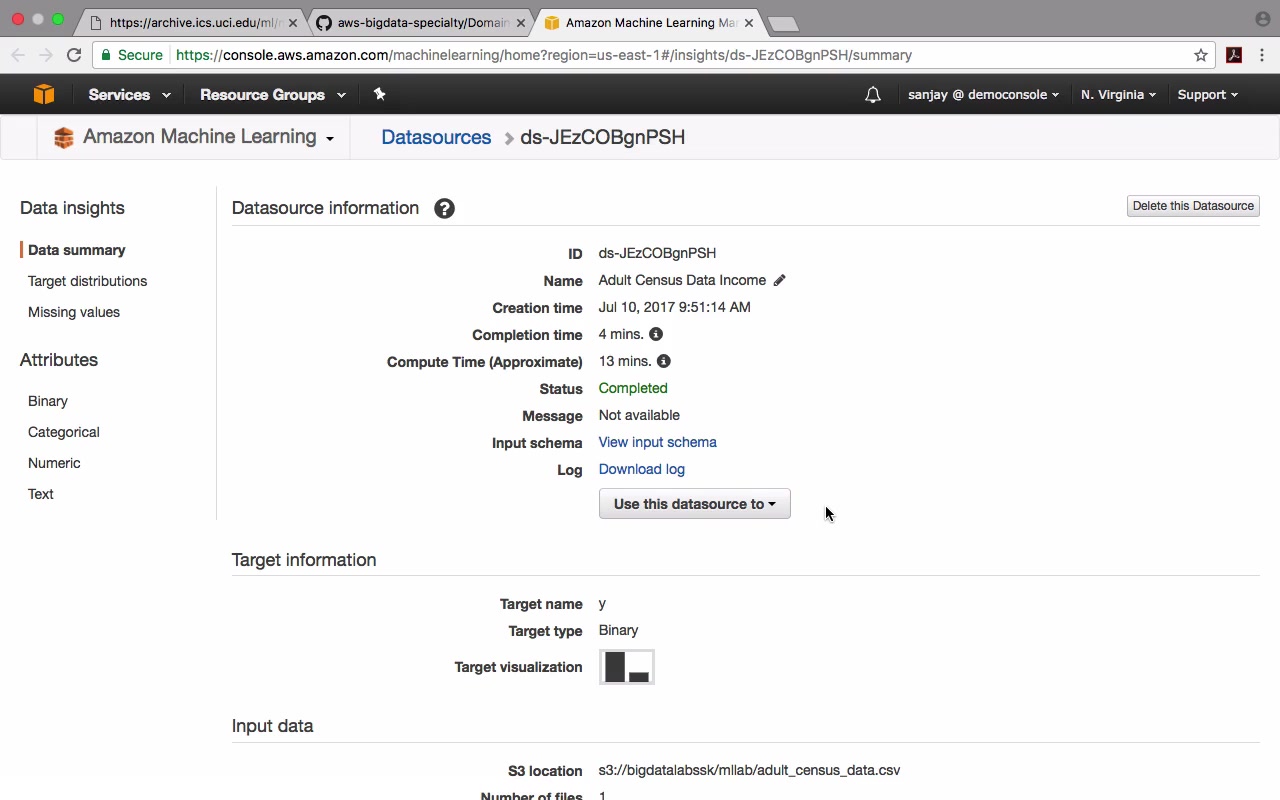 https://archive.ics.uci.edu/ml/
aws-bigdata-specialty/Domain
Amazon Machine Learning Ma
Secure https://console.aws.amazon.com/machinelearning/home?region=us-east-1#/insights/ds-JEzCOBgnPSH/summary
Services Resource Groups sanjay @ democonsole N. Virginia Support
Amazon Machine Learning Datasources ds-JEzCOBgnPSH
Data insights
Data summary
Target distributions
Missing values
Attributes
Binary
Categorical
Numeric
Text
Datasource information ? Delete this Datasource
ID ds-JEzCOBgnPSH
Name Adult Census Data Income
Creation time Jul 10, 2017 9:51:14 AM
Completion time 4 mins.
Compute Time (Approximate) 13 mins.
Status Completed
Message Not available
Input schema View input schema
Log Download log
Use this datasource to
Target information
Target name y
Target type Binary
Target visualization
Input data
S3 location s3://bigdatalabssk/mllab/adult_census_data.csv
Number of files 1